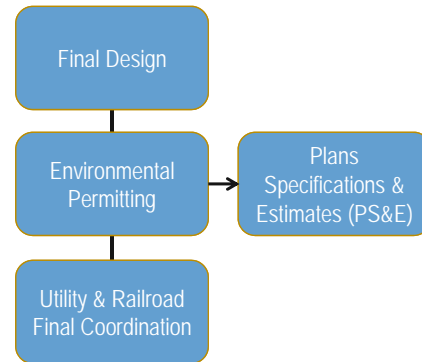 Final Design
Environmental
Permitting
Plans
Specifications &
Estimates (PS&E)
Utility & Railroad
Final Coordination